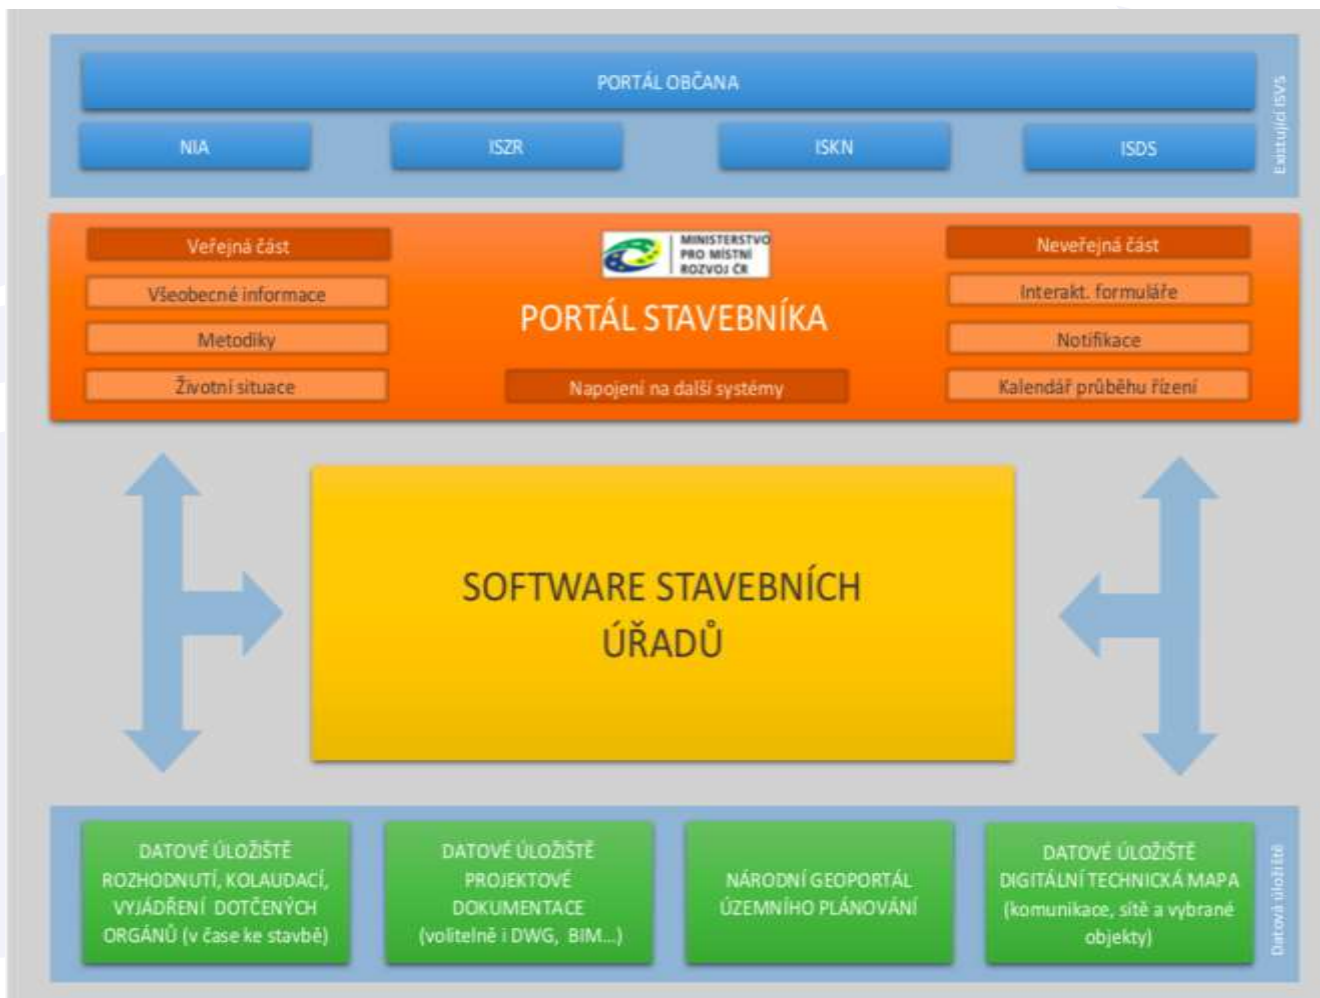 PORTÁL OBČANA
NIA
ISZR
ISKN
ISDS
Existující ISVS
Veřejná část
Všeobecné informace
Metodiky
Životní situace
MINISTERSTVO
PRO MÍSTNÍ
ROZVOJ ČR
PORTÁL STAVEBNÍKA
Napojení na další systémy
Neveřejná část
Interakt. formuláře
Notifikace
Kalendář průběhu řízení
SOFTWARE STAVEBNÍCH
ÚŘADŮ
DATOVÉ ÚLOŽIŠTĚ
ROZHODNUTÍ, KOLAUDACÍ,
VYJÁDŘENÍ DOTČENÝCH
ORGÁNŮ (v čase ke stavbě)
DATOVÉ ÚLOŽIŠTĚ
PROJEKTOVÉ
DOKUMENTACE
(volitelně i DWG, BIM...)
NÁRODNÍ GEOPORTÁL
ÚZEMNÍHO PLÁNOVÁNÍ
DATOVÉ ÚLOŽIŠTĚ
DIGITÁLNÍ TECHNICKÁ MAPA
(komunikace, sítě a vybrané
objekty)
Datová úložiště